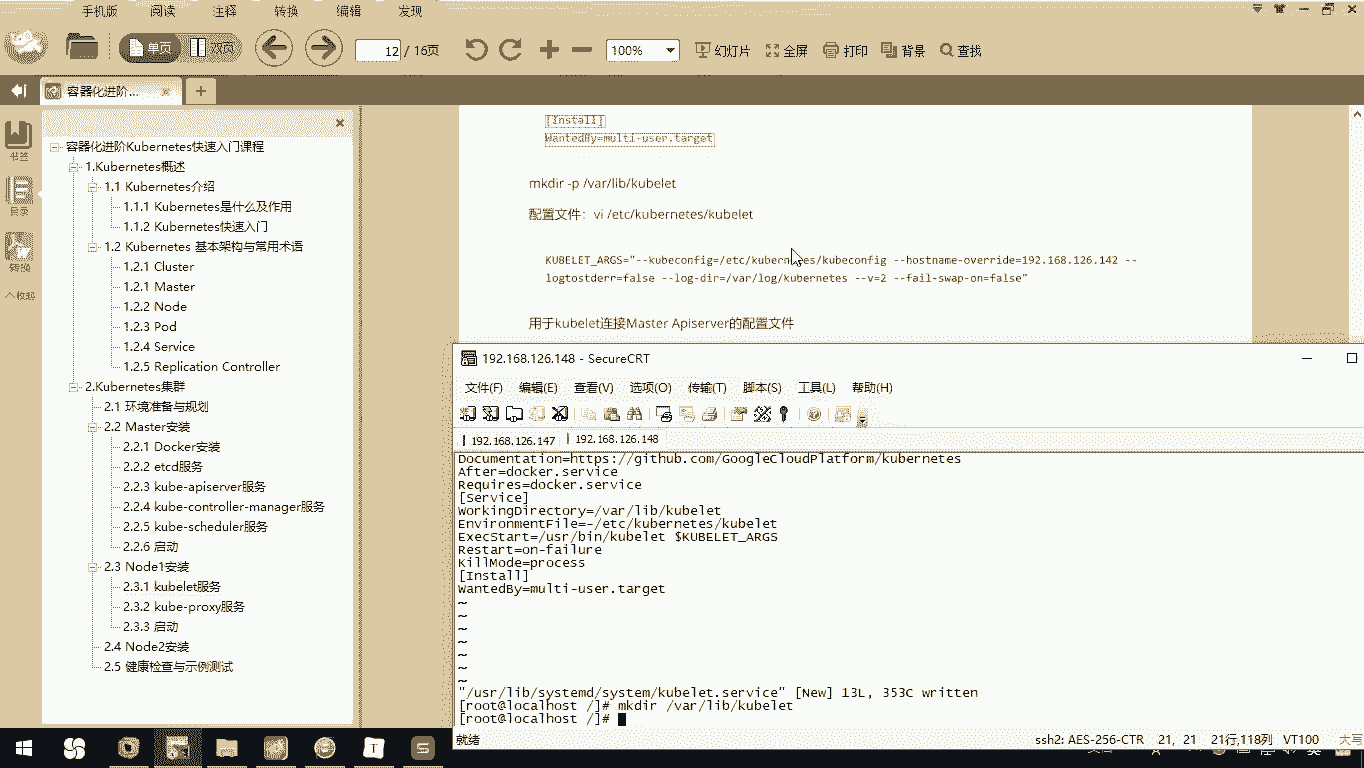 手机版 阅读 注释 转换 编辑 发现
单页 双页 12 / 16页 100% 幻灯片 全屏 打印 背景 查找
容器化进阶...
书签
目录
转换
收起
容器化进阶Kubernetes快速入门课程
1.Kubernetes概述
1.1 Kubernetes介绍
1.1.1 Kubernetes是什么及作用
1.1.2 Kubernetes快速入门
1.2 Kubernetes 基本架构与常用术语
1.2.1 Cluster
1.2.1 Master
1.2.2 Node
1.2.3 Pod
1.2.4 Service
1.2.5 Replication Controller
2.Kubernetes集群
2.1 环境准备与规划
2.2 Master安装
2.2.1 Docker安装
2.2.2 etcd服务
2.2.3 kube-apiserver服务
2.2.4 kube-controller-manager服务
2.2.5 kube-scheduler服务
2.2.6 启动
2.3 Node1安装
2.3.1 kubelet服务
2.3.2 kube-proxy服务
2.3.3 启动
2.4 Node2安装
2.5 健康检查与示例测试
[Install]
WantedBy=multi-user.target
mkdir -p /var/lib/kubelet
配置文件：vi /etc/kubernetes/kubelet
KUBELET_ARGS="--kubeconfig=/etc/kubernetes/kubeconfig --hostname-override=192.168.126.142 --
logtostderr=false --log-dir=/var/log/kubernetes --v=2 --fail-swap-on=false"
用于kubelet连接Master Apiserver的配置文件
192.168.126.148 - SecureCRT
文件(F) 编辑(E) 查看(V) 选项(O) 传输(T) 脚本(S) 工具(L) 帮助(H)
192.168.126.147 192.168.126.148
Documentation=https://github.com/GoogleCloudPlatform/kubernetes
After=docker.service
Requires=docker.service
[Service]
WorkingDirectory=/var/lib/kubelet
EnvironmentFile=-/etc/kubernetes/kubelet
ExecStart=/usr/bin/kubelet $KUBELET_ARGS
Restart=on-failure
KillMode=process
[Install]
WantedBy=multi-user.target
~
~
~
~
~
~
~
"/usr/lib/systemd/system/kubelet.service" [New] 13L, 353C written
[root@localhost /]# mkdir /var/lib/kubelet
[root@localhost /]#
就绪 ssh2: AES-256-CTR 21, 21 21行,118列 VT100 大写